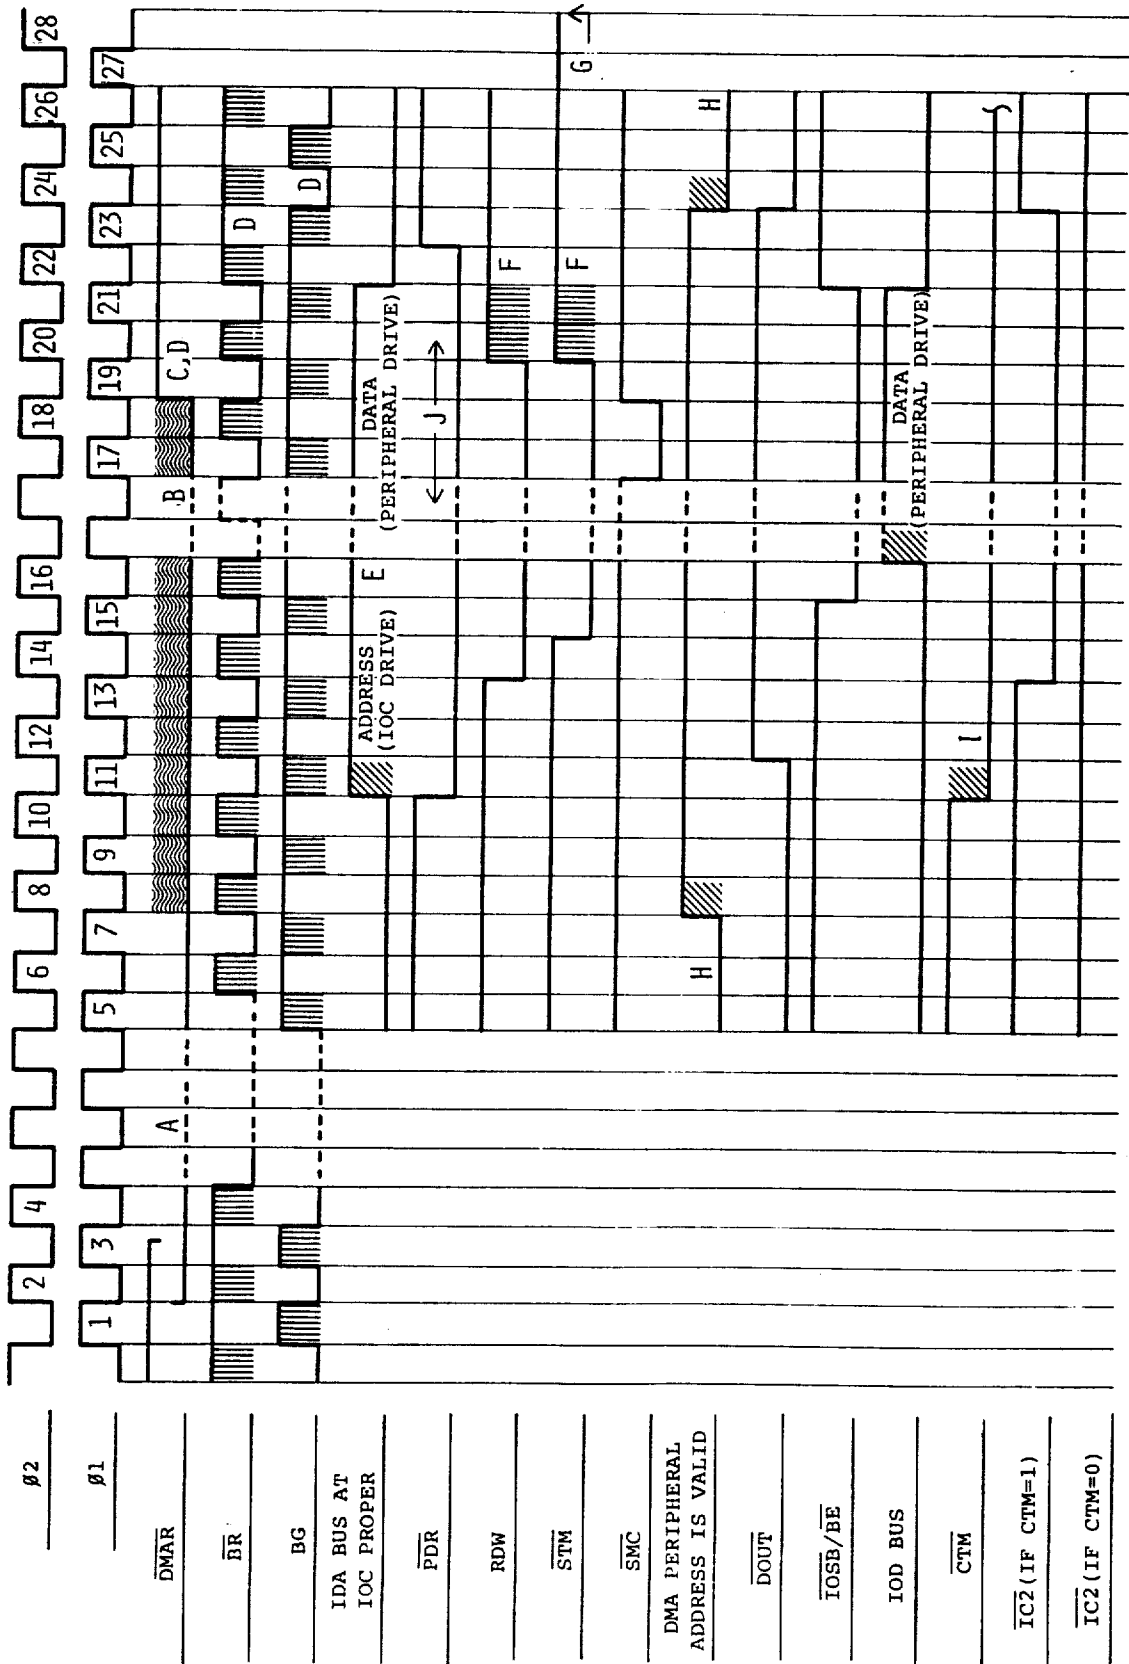 ø2
2
4
6
8
10
12
14
16
18
20
22
24
26
28
ø1
1
3
5
7
9
11
13
15
17
19
21
23
25
27
DMAR
A
B
C,D
BR
D
BG
D
IDA BUS AT
IOC PROPER
ADDRESS
(IOC DRIVE)
E
DATA
(PERIPHERAL DRIVE)
PDR
J
RDW
F
STM
F
G
SMC
DMA PERIPHERAL
ADDRESS IS VALID
H
H
DOUT
IOSB/BE
IOD BUS
DATA
(PERIPHERAL DRIVE)
CTM
I
IC2(IF CTM=1)
IC2(IF CTM=0)